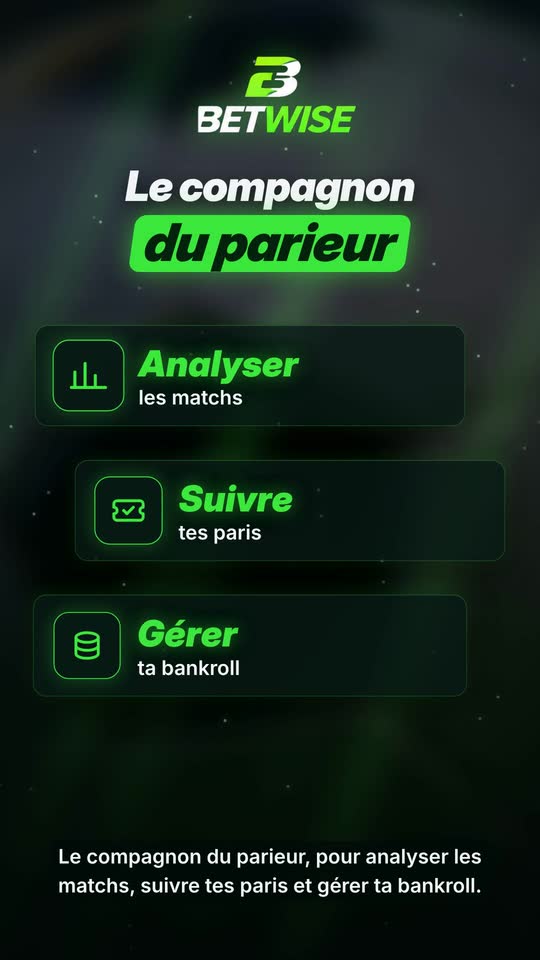 BETWISE
Le compagnon
du parieur
Analyser
les matchs
Suivre
tes paris
Gérer
ta bankroll
Le compagnon du parieur, pour analyser les
matchs, suivre tes paris et gérer ta bankroll.